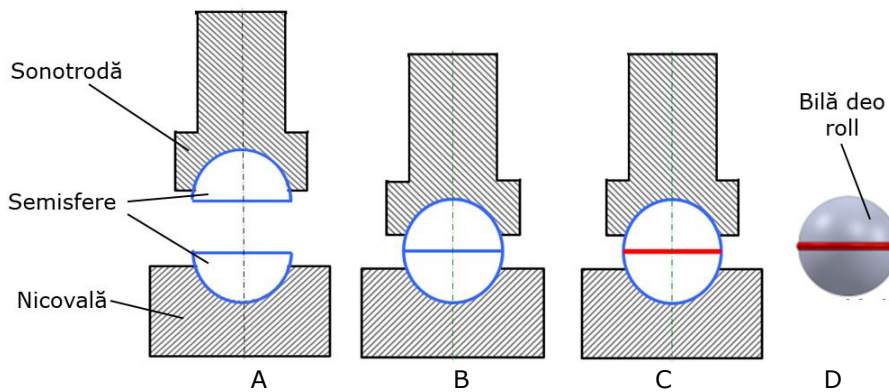 Sonotrodă
Bilă deo
roll
Semisfere
Nicovală
A
B
C
D